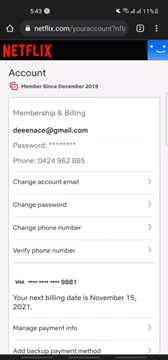 5:43
netflix.com/youraccount?nft
NETFLIX
Account
Member Since December 2019
Membership & Billing
deeenace@gmail.com
Password: ********
Phone: 0424 962 885
Change account email
Change password
Change phone number
Verify phone number
VISA •••• •••• •••• 9881
Your next billing date is November 15,
2021.
Manage payment info
Add backup payment method